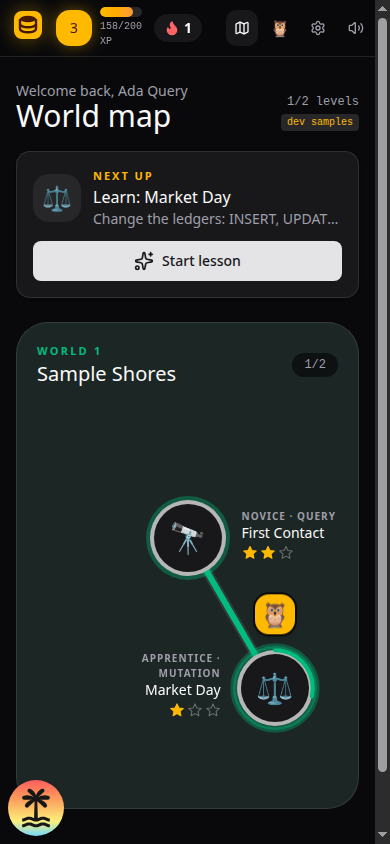 3
158/200
XP
1
Welcome back, Ada Query
World map
1/2 levels
dev samples
NEXT UP
Learn: Market Day
Change the ledgers: INSERT, UPDAT…
Start lesson
WORLD 1
Sample Shores
1/2
NOVICE · QUERY
First Contact
APPRENTICE ·
MUTATION
Market Day